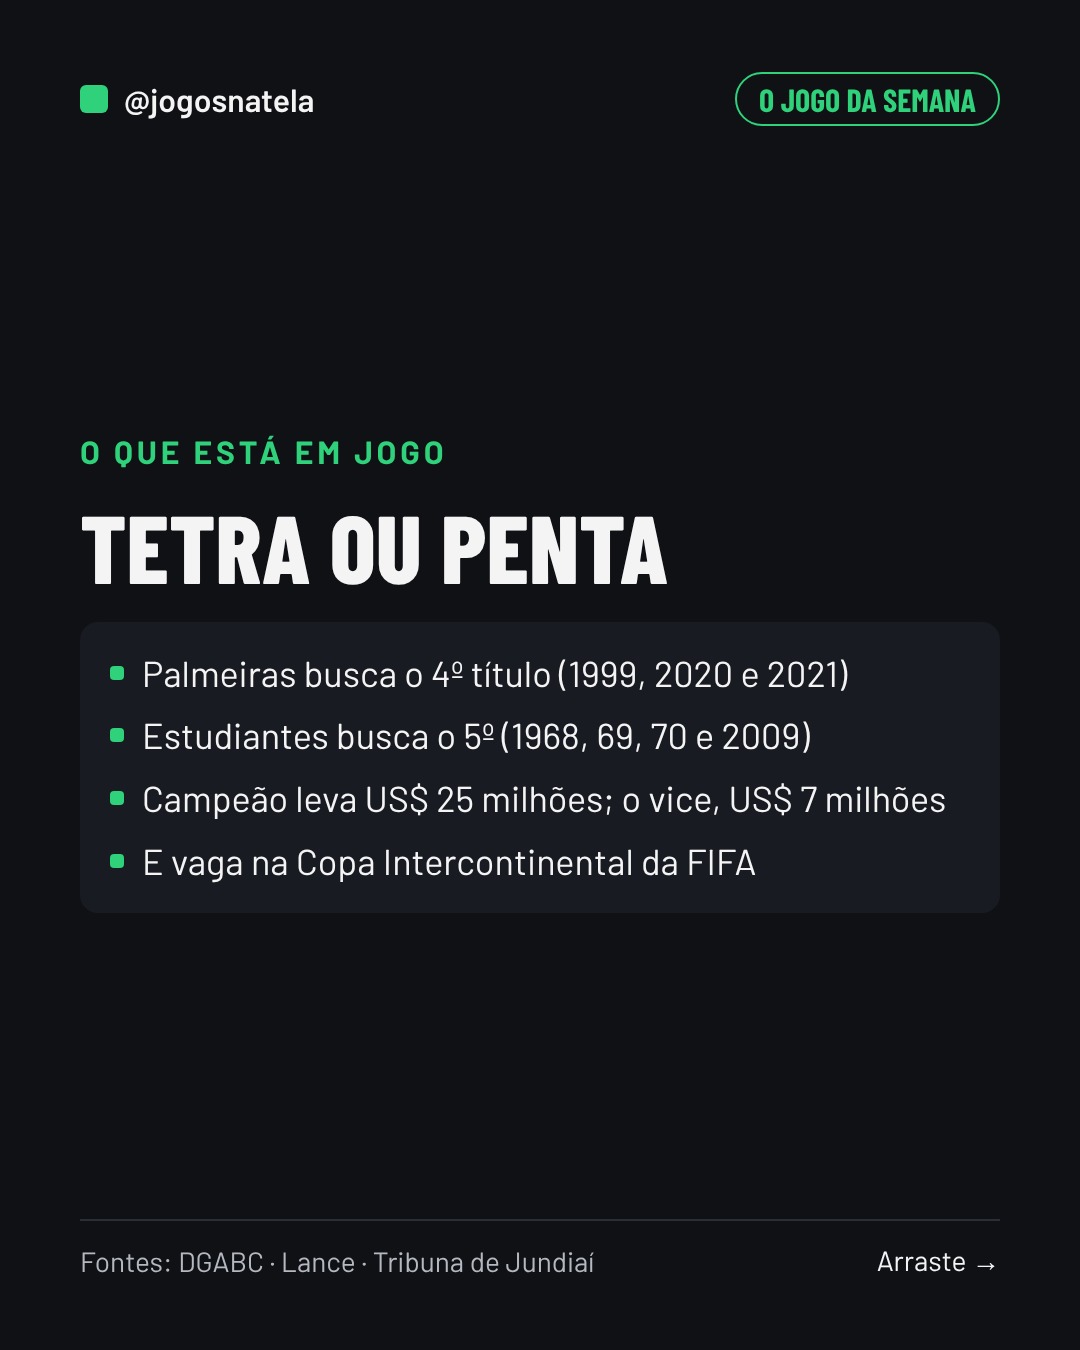 @jogosnatela
O JOGO DA SEMANA
O QUE ESTÁ EM JOGO
TETRA OU PENTA
Palmeiras busca o 4º título (1999, 2020 e 2021)
Estudiantes busca o 5º (1968, 69, 70 e 2009)
Campeão leva US$ 25 milhões; o vice, US$ 7 milhões
E vaga na Copa Intercontinental da FIFA
Fontes: DGABC · Lance · Tribuna de Jundiaí
Arraste →